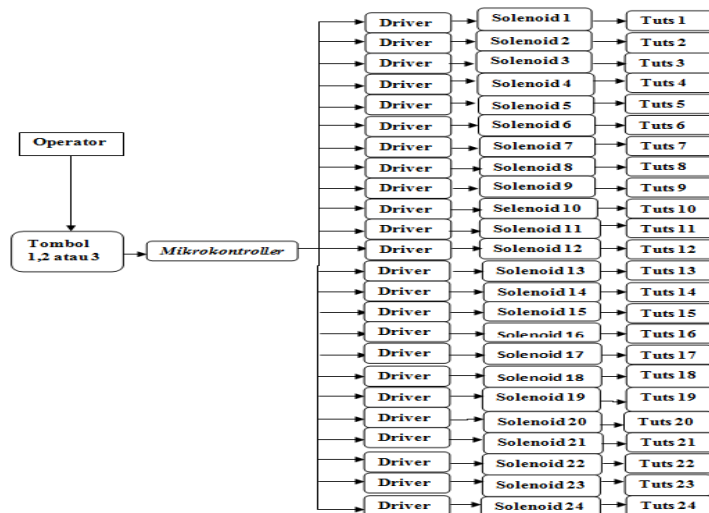 Driver Solenoid 1 Tuts 1
Driver Solenoid 2 Tuts 2
Driver Solenoid 3 Tuts 3
Driver Solenoid 4 Tuts 4
Driver Solenoid 5 Tuts 5
Driver Solenoid 6 Tuts 6
Operator
Driver Solenoid 7 Tuts 7
Driver Solenoid 8 Tuts 8
Driver Solenoid 9 Tuts 9
Driver Selenoid 10 Tuts 10
Driver Solenoid 11 Tuts 11
Tombol
1,2 atau 3
Mikrokontroller
Driver Solenoid 12 Tuts 12
Driver Solenoid 13 Tuts 13
Driver Solenoid 14 Tuts 14
Driver Solenoid 15 Tuts 15
Driver Solenoid 16 Tuts 16
Driver Solenoid 17 Tuts 17
Driver Solenoid 18 Tuts 18
Driver Solenoid 19 Tuts 19
Driver Solenoid 20 Tuts 20
Driver Solenoid 21 Tuts 21
Driver Solenoid 22 Tuts 22
Driver Solenoid 23 Tuts 23
Driver Solenoid 24 Tuts 24